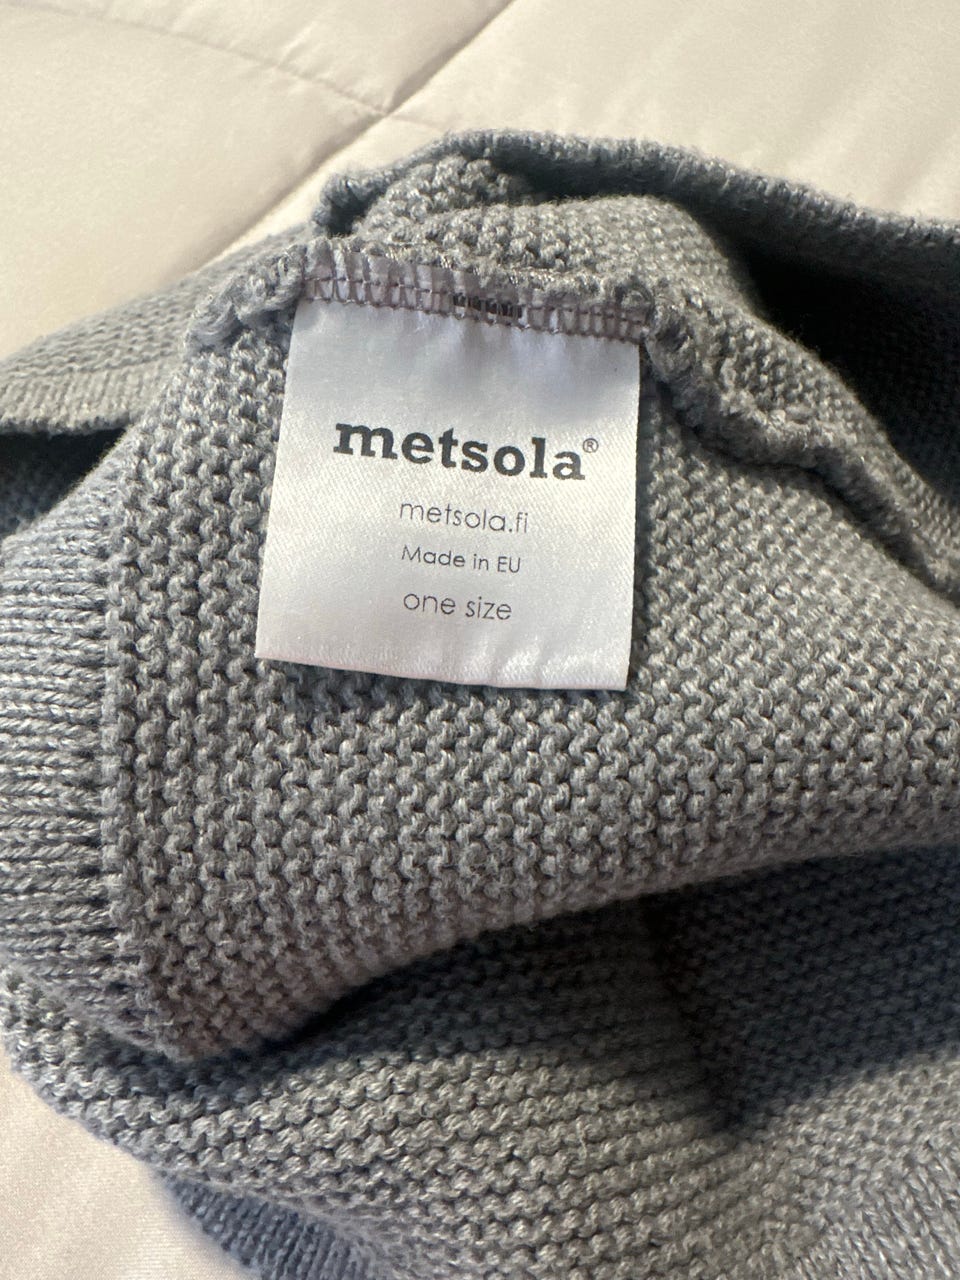 metsola®
metsola.fi
Made in EU
one size